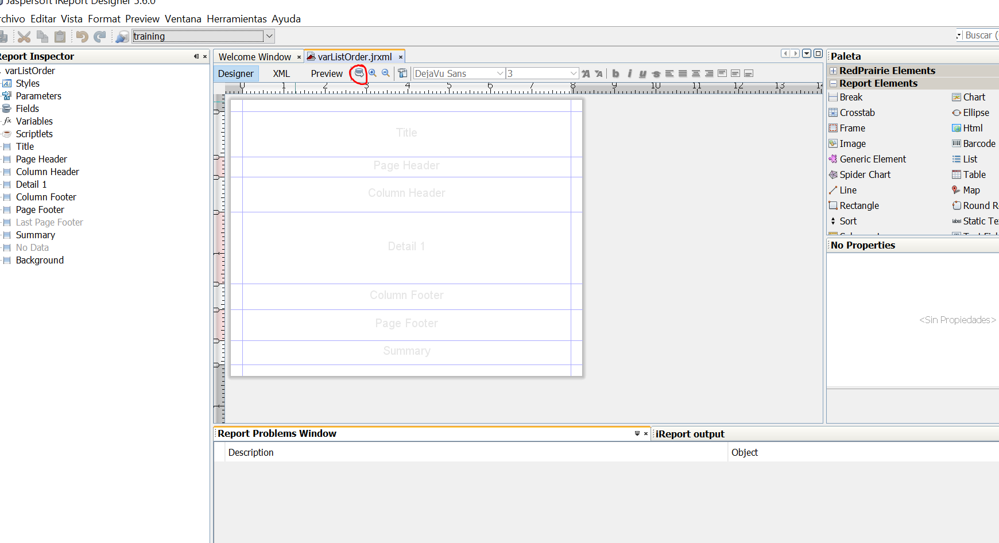 Jaspersoft iReport Designer 5.6.0
rchivo Editar Vista Format Preview Ventana Herramientas Ayuda
training
Buscar (
Report Inspector
varListOrder
Styles
Parameters
Fields
Variables
Scriptlets
Title
Page Header
Column Header
Detail 1
Column Footer
Page Footer
Last Page Footer
Summary
No Data
Background
Welcome Window
varListOrder.jrxml
Designer XML Preview DejaVu Sans 3
0 1 2 3 4 5 6 7 8 9 10 11 12 13 14
Title
Page Header
Column Header
Detail 1
Column Footer
Page Footer
Summary
Paleta
RedPrairie Elements
Report Elements
Break Chart
Crosstab Ellipse
Frame Html
Image Barcode
Generic Element List
Spider Chart Table
Line Map
Rectangle Round R
Sort Static Te
No Properties
<Sin Propiedades>
Report Problems Window
iReport output
Description Object